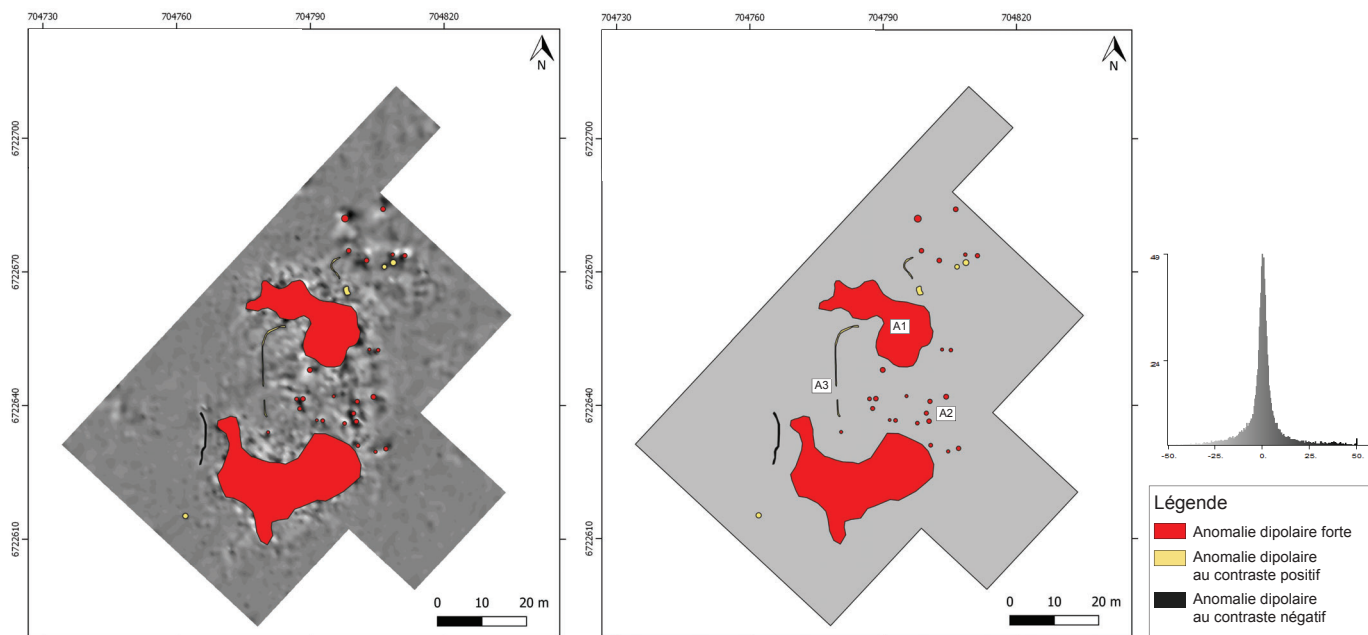 704730
704760
704790
704820
6722700
6722670
6722640
6722610
N
0 10 20 m
704730
704760
704790
704820
6722700
6722670
6722640
6722610
N
A1
A3
A2
0 10 20 m
49
24
-50.
-25.
0.
25.
50.
Légende
Anomalie dipolaire forte
Anomalie dipolaire
au contraste positif
Anomalie dipolaire
au contraste négatif